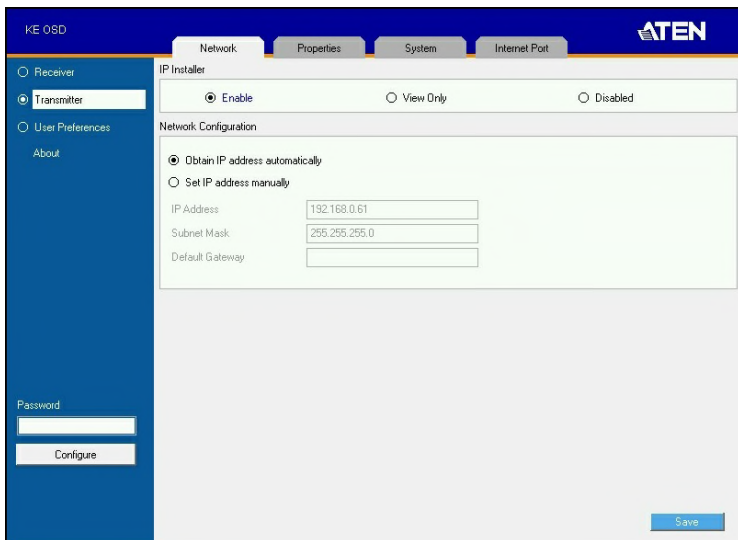 KE OSD
ATEN
Network Properties System Internet Port
Receiver
Transmitter
User Preferences
About
IP Installer
Enable View Only Disabled
Network Configuration
Obtain IP address automatically
Set IP address manually
IP Address 192.168.0.61
Subnet Mask 255.255.255.0
Default Gateway
Password
Configure
Save